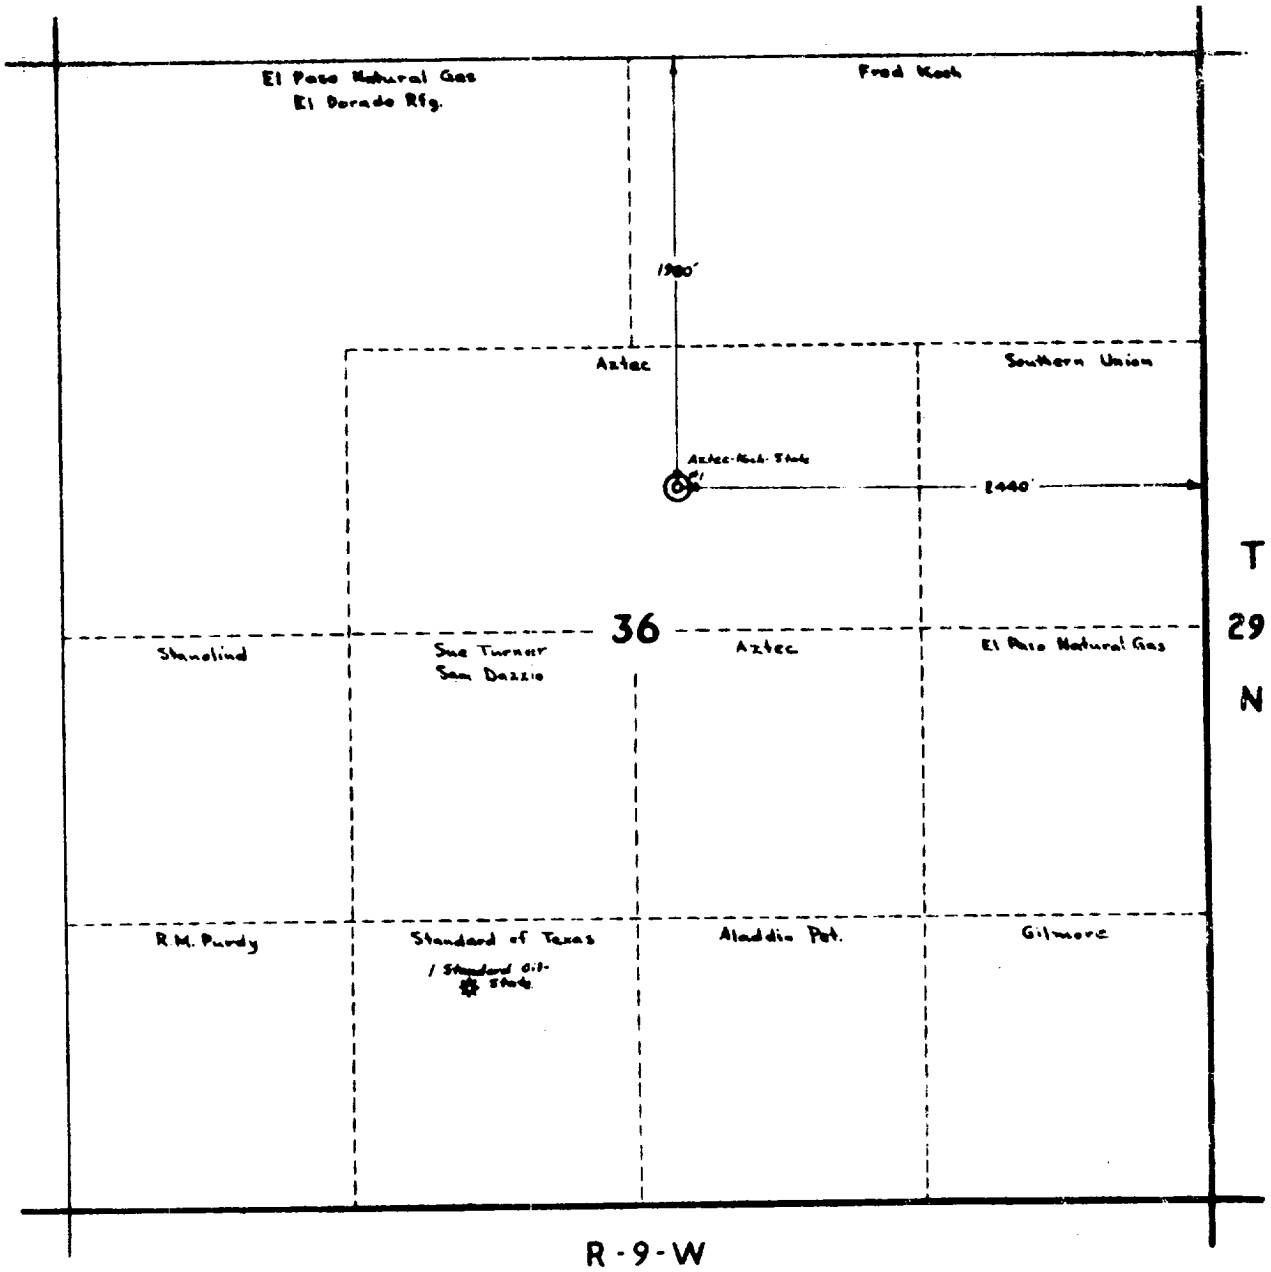 El Paso Natural Gas
El Dorado Rfg.
Fred Koch
1980'
Aztec
Southern Union
Aztec-Koch-State
#1
2440'
T
29
N
36
Stanolind
Sue Turner
Sam Dazzio
Aztec
El Paso Natural Gas
R.M. Purdy
Standard of Texas
Aladdin Pet.
Gilmore
1 Standard Oil-
State
R-9-W